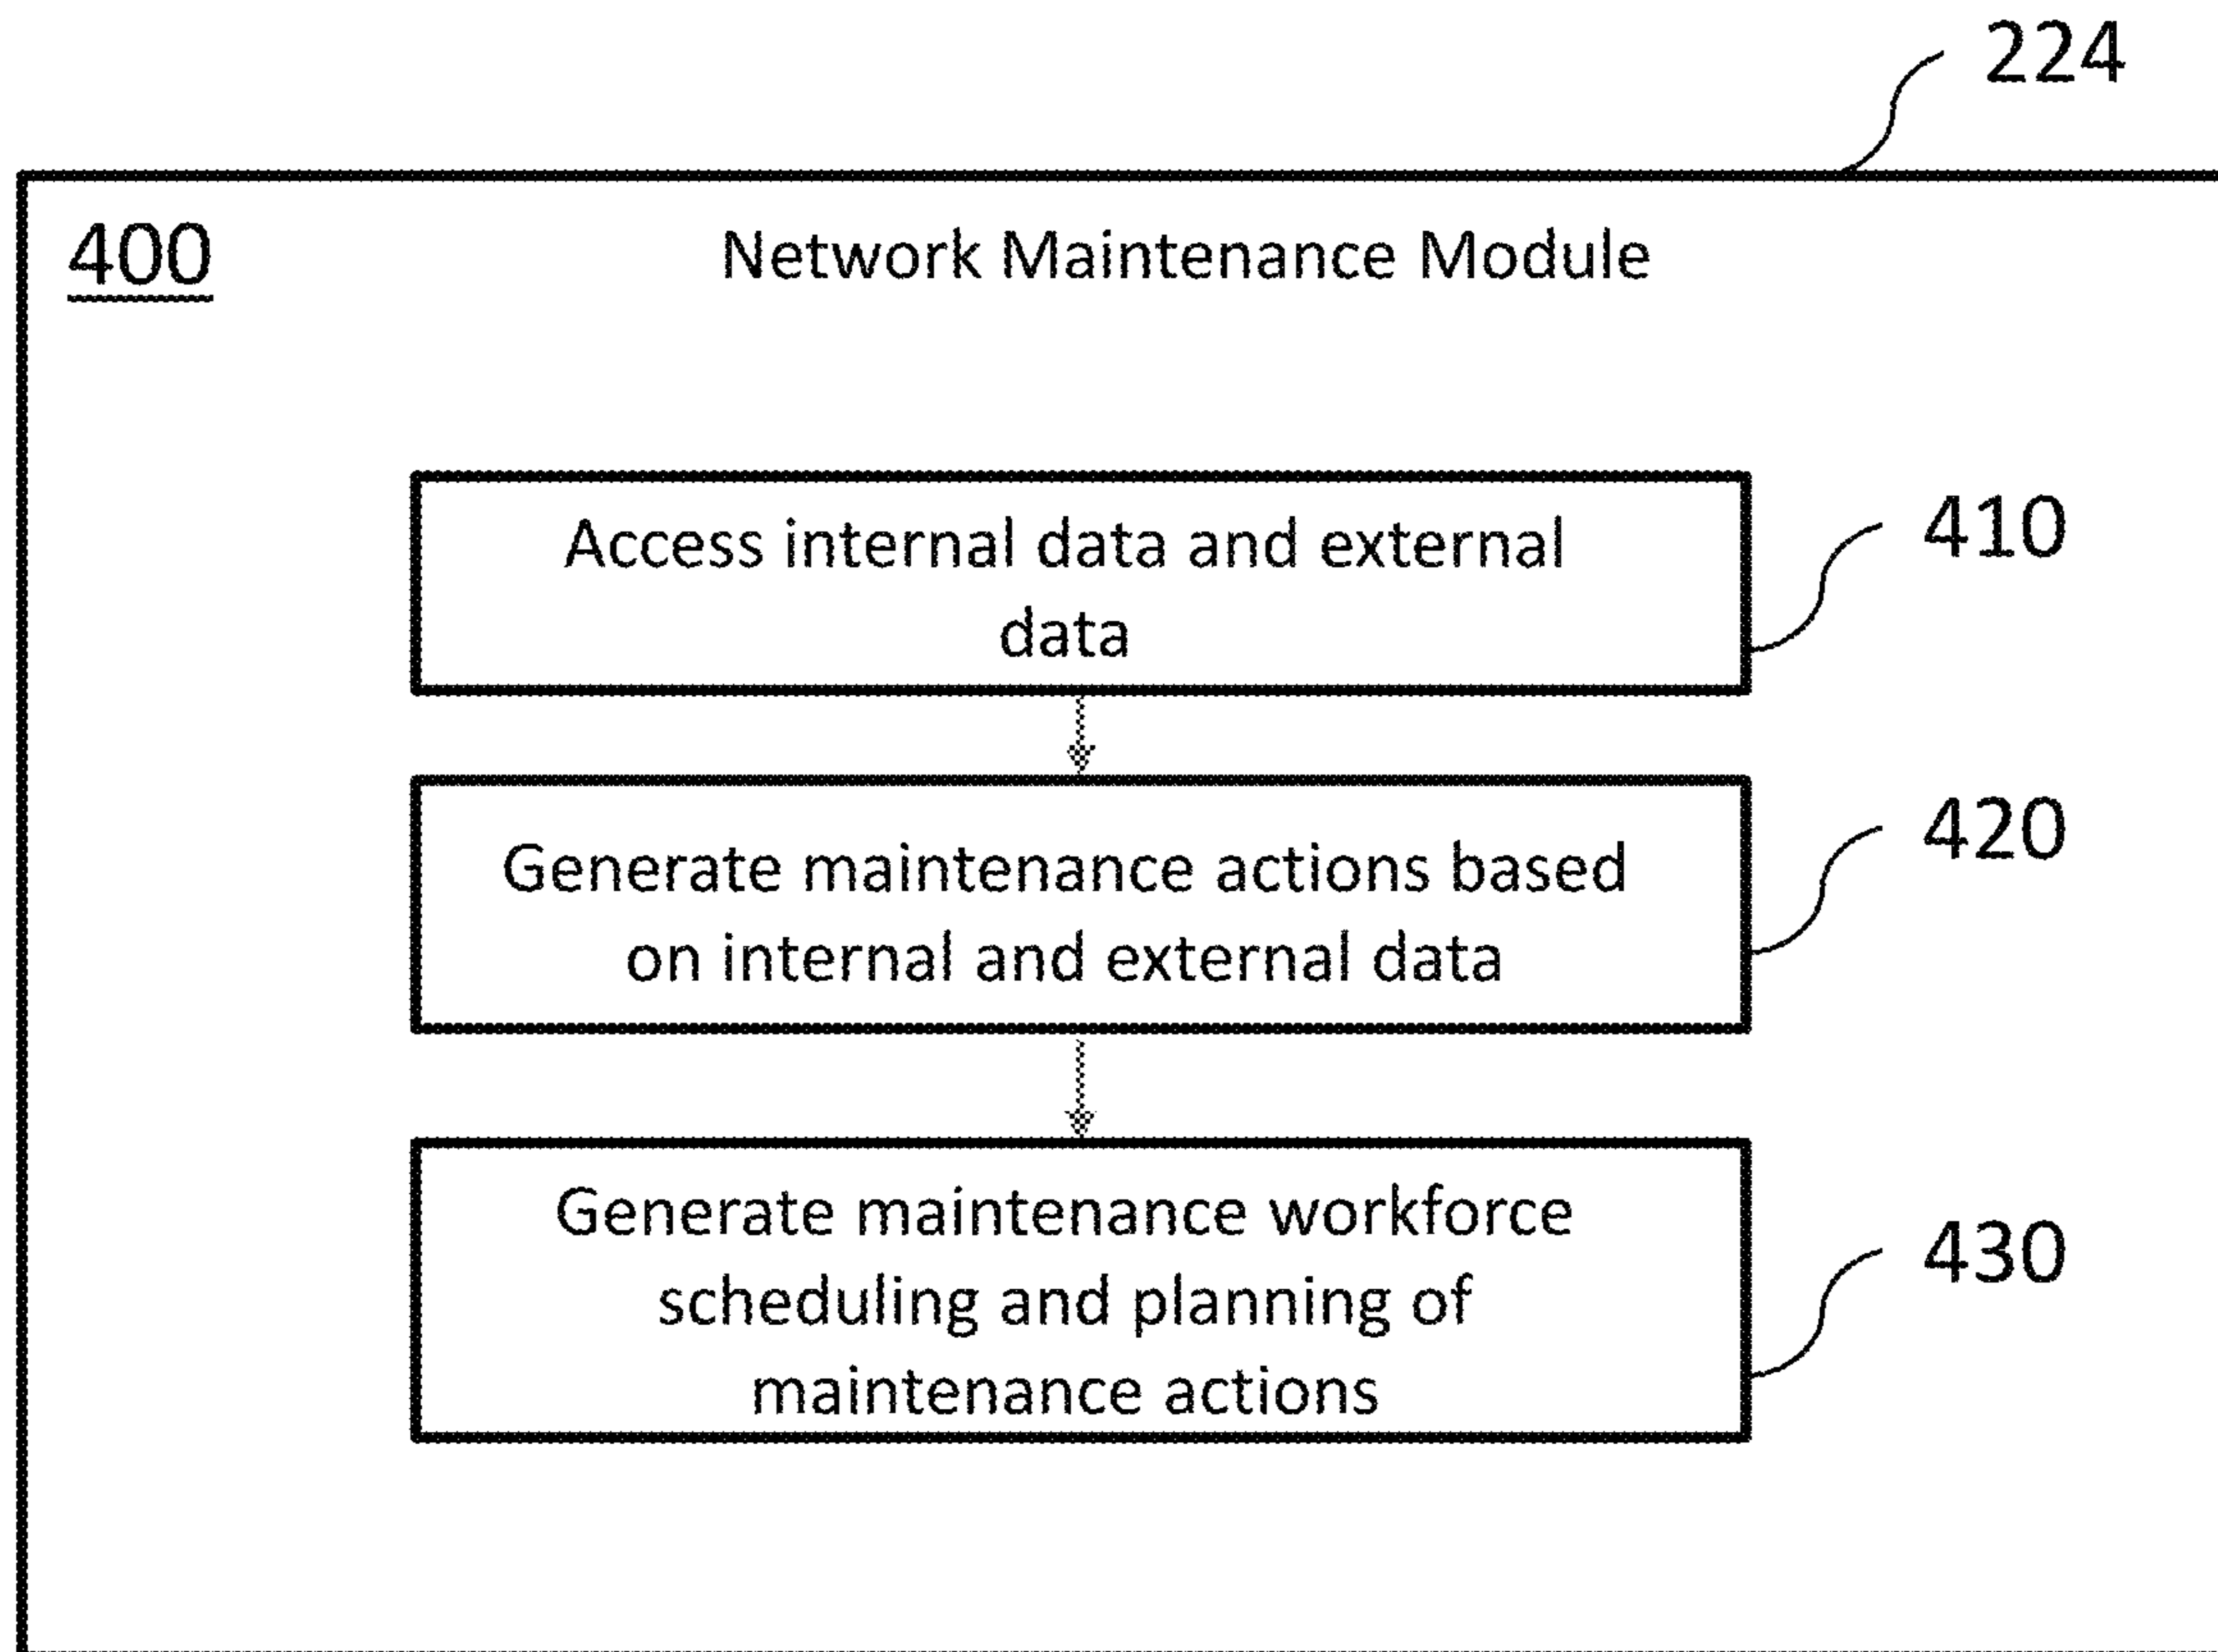 224
400
Network Maintenance Module
Access internal data and external
data
410
Generate maintenance actions based
on internal and external data
420
Generate maintenance workforce
scheduling and planning of
maintenance actions
430